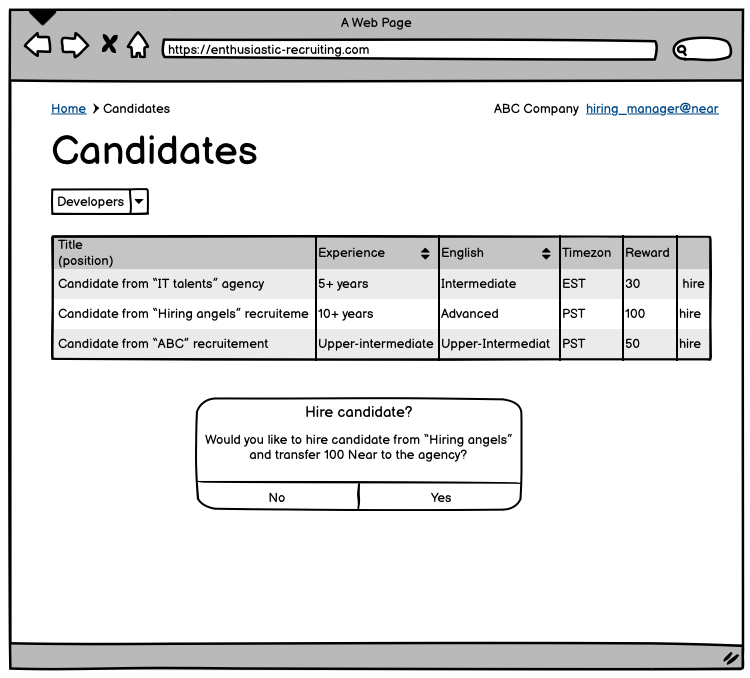 A Web Page
https://enthusiastic-recruiting.com
Home Candidates ABC Company hiring_manager@near
Candidates
Developers
Title
(position) Experience English Timezon Reward
Candidate from “IT talents” agency 5+ years Intermediate EST 30 hire
Candidate from “Hiring angels” recruiteme 10+ years Advanced PST 100 hire
Candidate from “ABC” recruitement Upper-intermediate Upper-Intermediat PST 50 hire
Hire candidate?
Would you like to hire candidate from “Hiring angels”
and transfer 100 Near to the agency?
No Yes